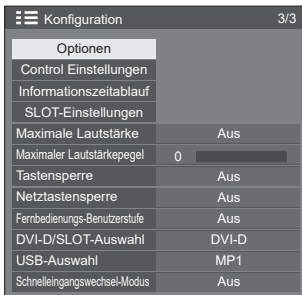 Konfiguration 3/3
Optionen
Control Einstellungen
Informationszeitablauf
SLOT-Einstellungen
Maximale Lautstärke Aus
Maximaler Lautstärkepegel 0
Tastensperre Aus
Netztastensperre Aus
Fernbedienungs-Benutzerstufe Aus
DVI-D/SLOT-Auswahl DVI-D
USB-Auswahl MP1
Schnelleingangswechsel-Modus Aus